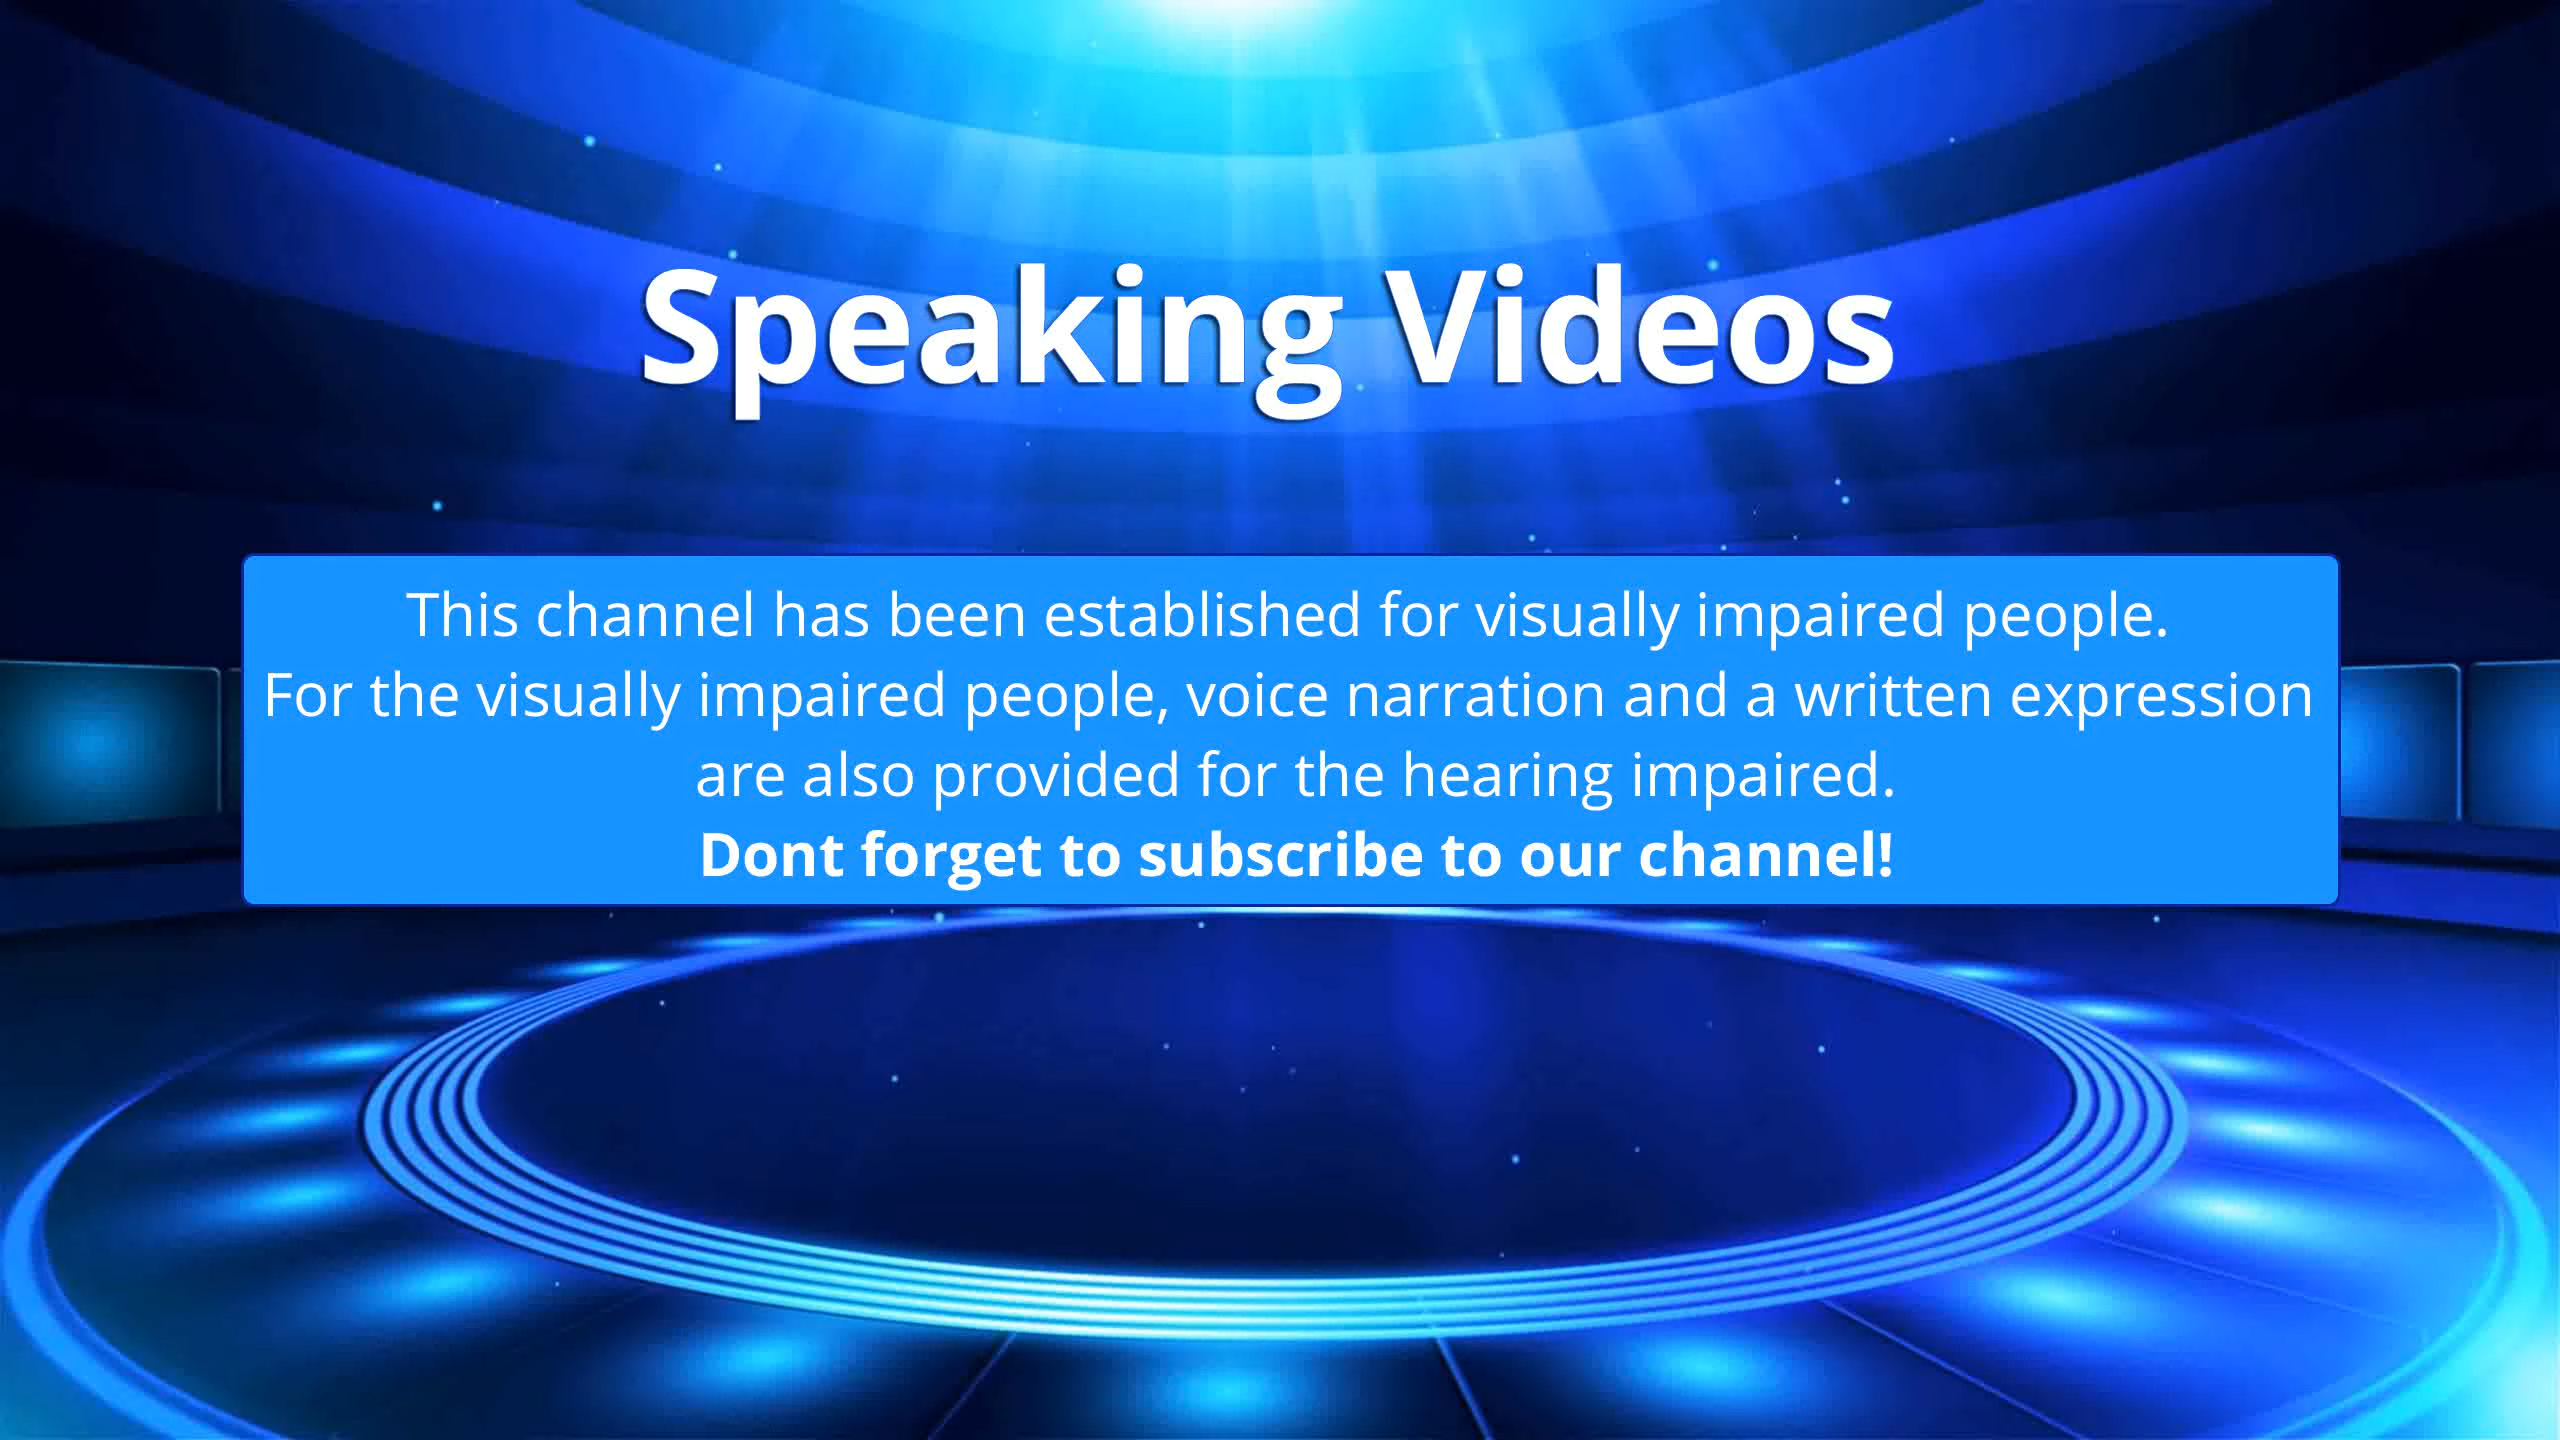 Speaking Videos
This channel has been established for visually impaired people.
For the visually impaired people, voice narration and a written expression
are also provided for the hearing impaired.
Dont forget to subscribe to our channel!